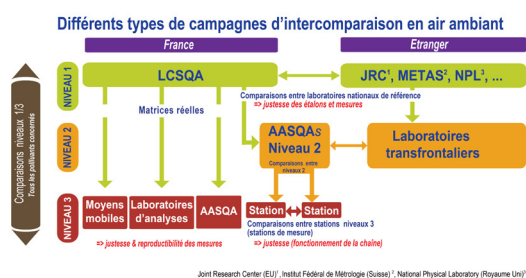 Différents types de campagnes d'intercomparaison en air ambiant
France
Etranger
NIVEAU 1
LCSQA
JRC¹, METAS², NPL³, ...
Comparaisons entre laboratoires nationaux de référence
=> justesse des étalons et mesures
Matrices réelles
Comparaisons niveaux 1/3
Tous les polluants concernés
NIVEAU 2
AASQAs
Niveau 2
Comparaisons entre
niveaux 2
Laboratoires
transfrontaliers
NIVEAU 3
Moyens
mobiles
Laboratoires
d'analyses
AASQA
Station
Station
Comparaisons entre stations niveaux 3
(stations de mesure)
=> justesse & reproductibilité des mesures
=> justesse (fonctionnement de la chaîne)
Joint Research Center (EU)¹, Institut Fédéral de Métrologie (Suisse) ², National Physical Laboratory (Royaume Uni)³